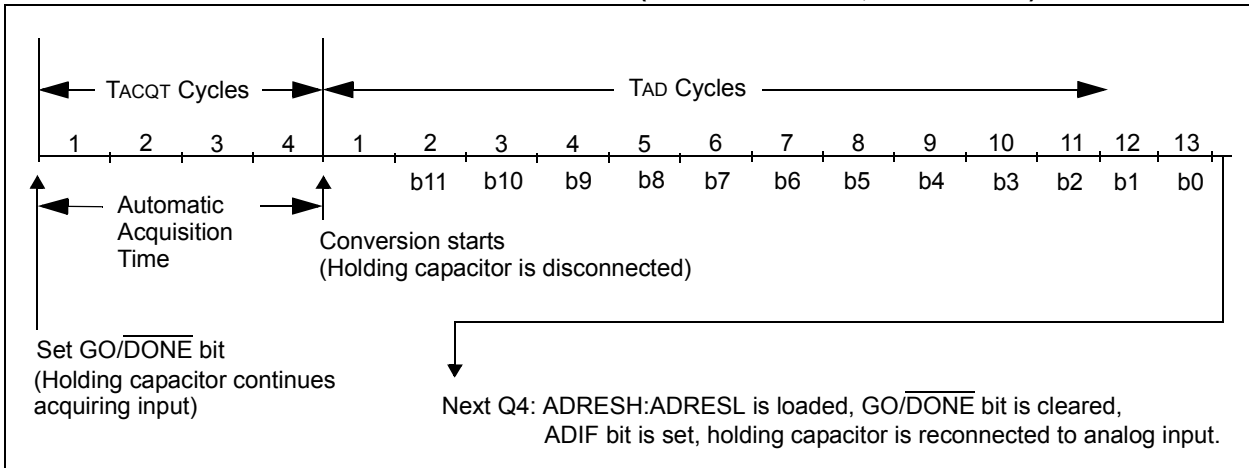 TACQT Cycles TAD Cycles
1 2 3 4 1 2 3 4 5 6 7 8 9 10 11 12 13
b11 b10 b9 b8 b7 b6 b5 b4 b3 b2 b1 b0
Automatic
Acquisition
Time
Conversion starts
(Holding capacitor is disconnected)
Set GO/DONE bit
(Holding capacitor continues
acquiring input)
Next Q4: ADRESH:ADRESL is loaded, GO/DONE bit is cleared,
ADIF bit is set, holding capacitor is reconnected to analog input.